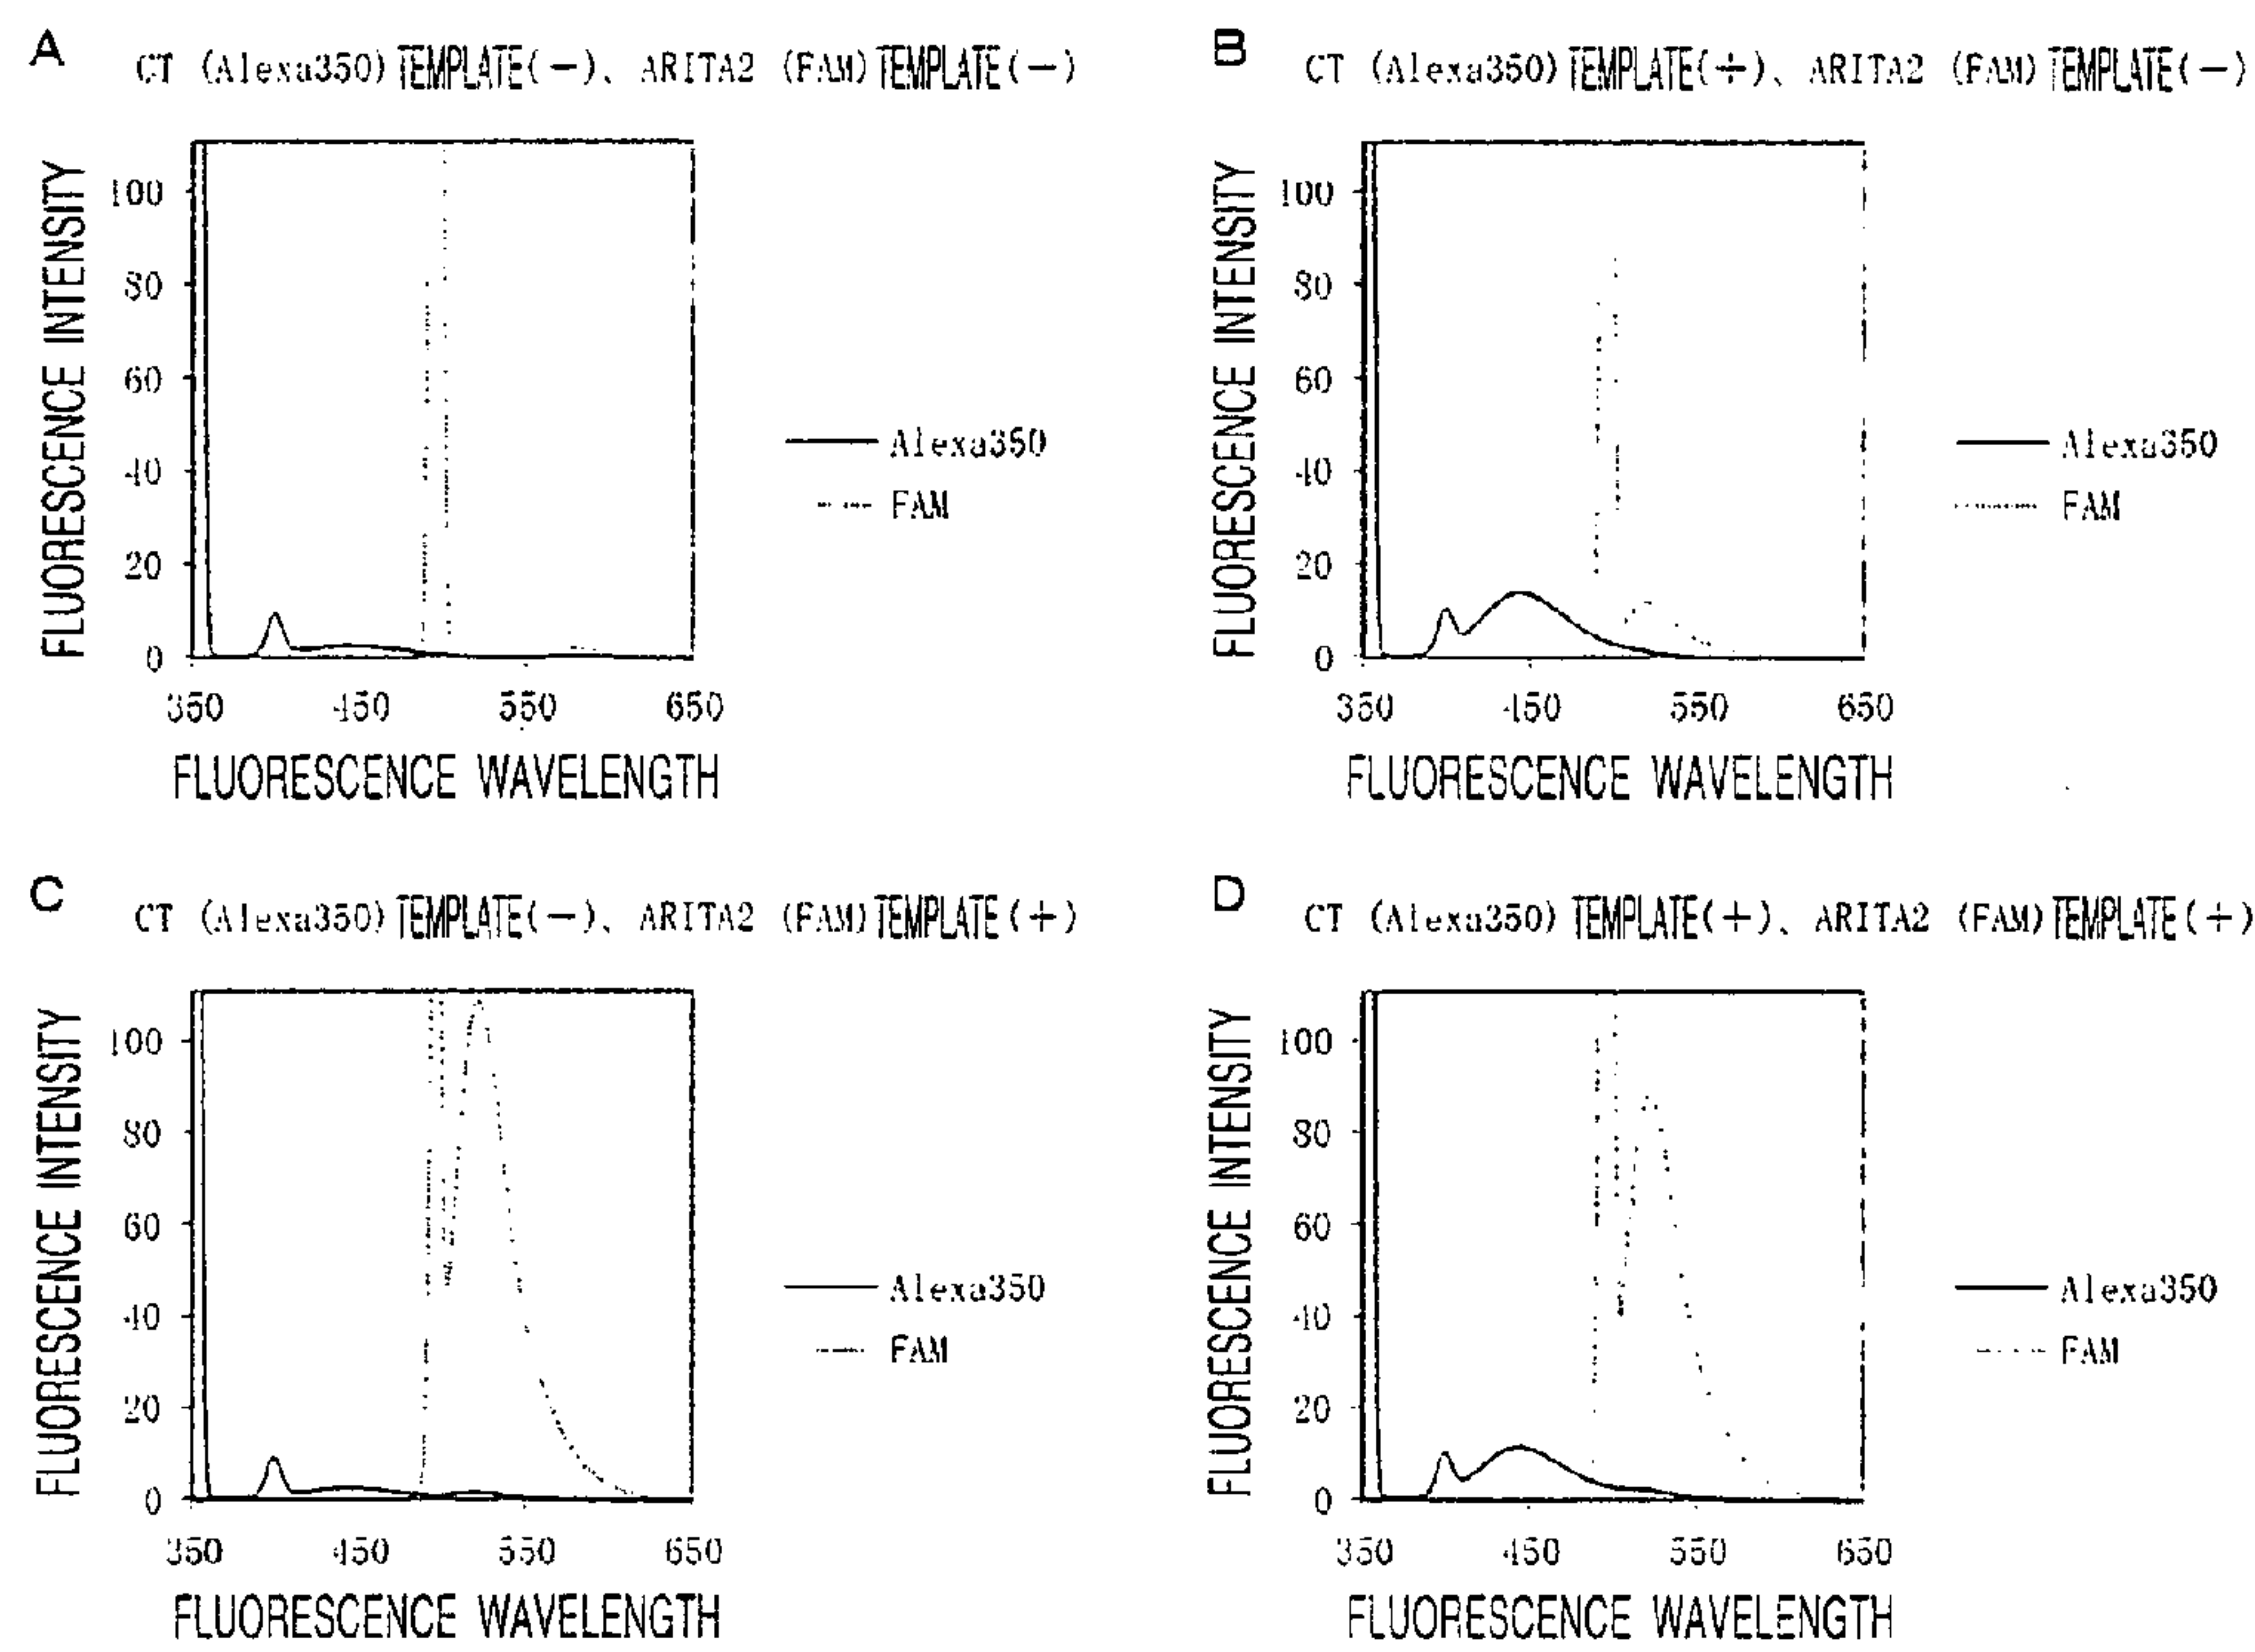 A
CT (Alexa350) TEMPLATE(−)、 ARITA2 (FAM) TEMPLATE(−)
FLUORESCENCE INTENSITY
100
80
60
40
20
0
350 450 550 650
FLUORESCENCE WAVELENGTH
Alexa350
FAM
B
CT (Alexa350) TEMPLATE(+)、 ARITA2 (FAM) TEMPLATE(−)
FLUORESCENCE INTENSITY
100
80
60
40
20
0
350 450 550 650
FLUORESCENCE WAVELENGTH
Alexa350
FAM
C
CT (Alexa350) TEMPLATE(−)、 ARITA2 (FAM) TEMPLATE (+)
FLUORESCENCE INTENSITY
100
80
60
40
20
0
350 450 550 650
FLUORESCENCE WAVELENGTH
Alexa350
FAM
D
CT (Alexa350) TEMPLATE(+)、 ARITA2 (FAM) TEMPLATE (+)
FLUORESCENCE INTENSITY
100
80
60
40
20
0
350 450 550 650
FLUORESCENCE WAVELENGTH
Alexa350
FAM